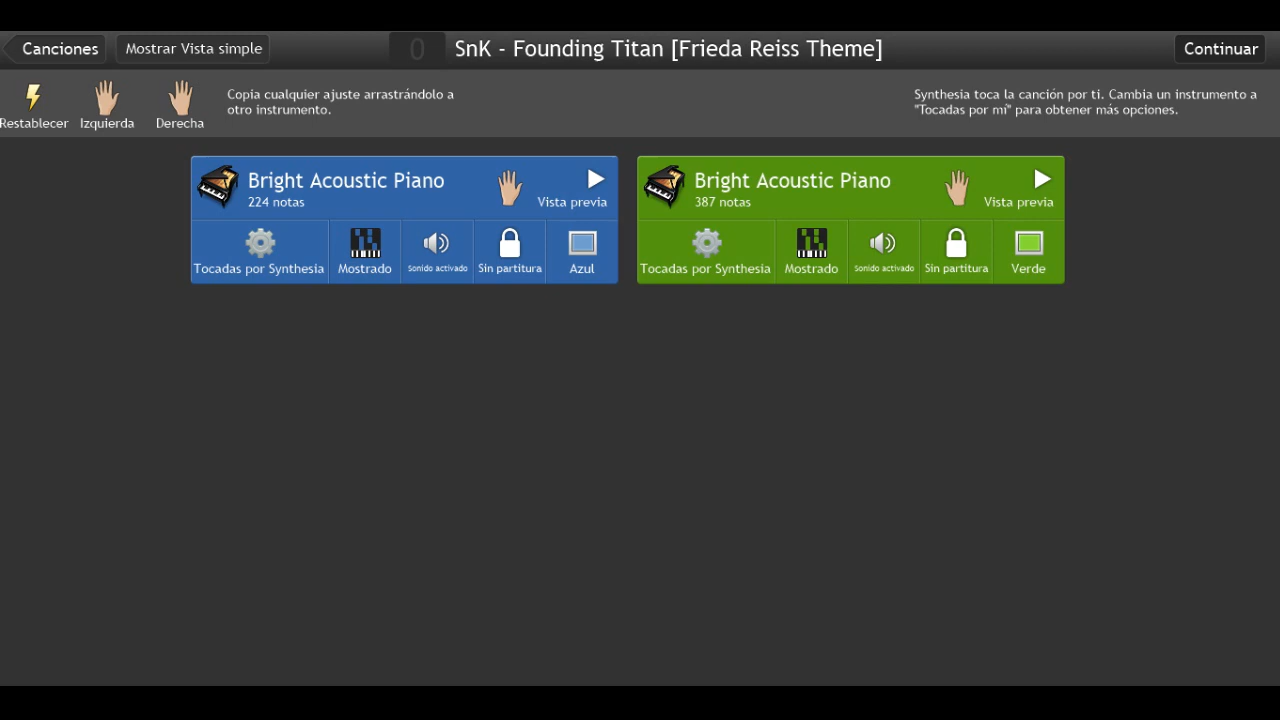 Canciones
Mostrar Vista simple
0
SnK - Founding Titan [Frieda Reiss Theme]
Continuar
Restablecer
Izquierda
Derecha
Copia cualquier ajuste arrastrándolo a
otro instrumento.
Synthesia toca la canción por ti. Cambia un instrumento a
"Tocadas por mí" para obtener más opciones.
Bright Acoustic Piano
224 notas
Vista previa
Tocadas por Synthesia
Mostrado
Sonido activado
Sin partitura
Azul
Bright Acoustic Piano
387 notas
Vista previa
Tocadas por Synthesia
Mostrado
Sonido activado
Sin partitura
Verde